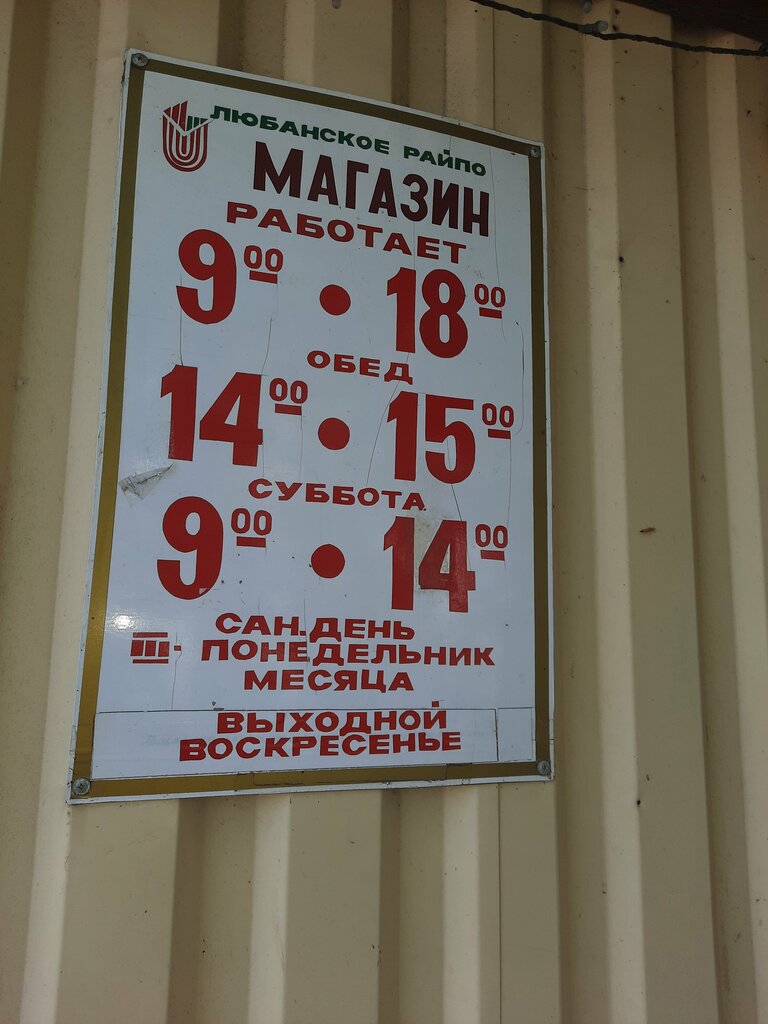 ЛЮБАНСКОЕ РАЙПО
МАГАЗИН
РАБОТАЕТ
9 00 • 18 00
ОБЕД
14 00 • 15 00
СУББОТА
9 00 • 14 00
САН.ДЕНЬ
III - ПОНЕДЕЛЬНИК
МЕСЯЦА
ВЫХОДНОЙ
ВОСКРЕСЕНЬЕ